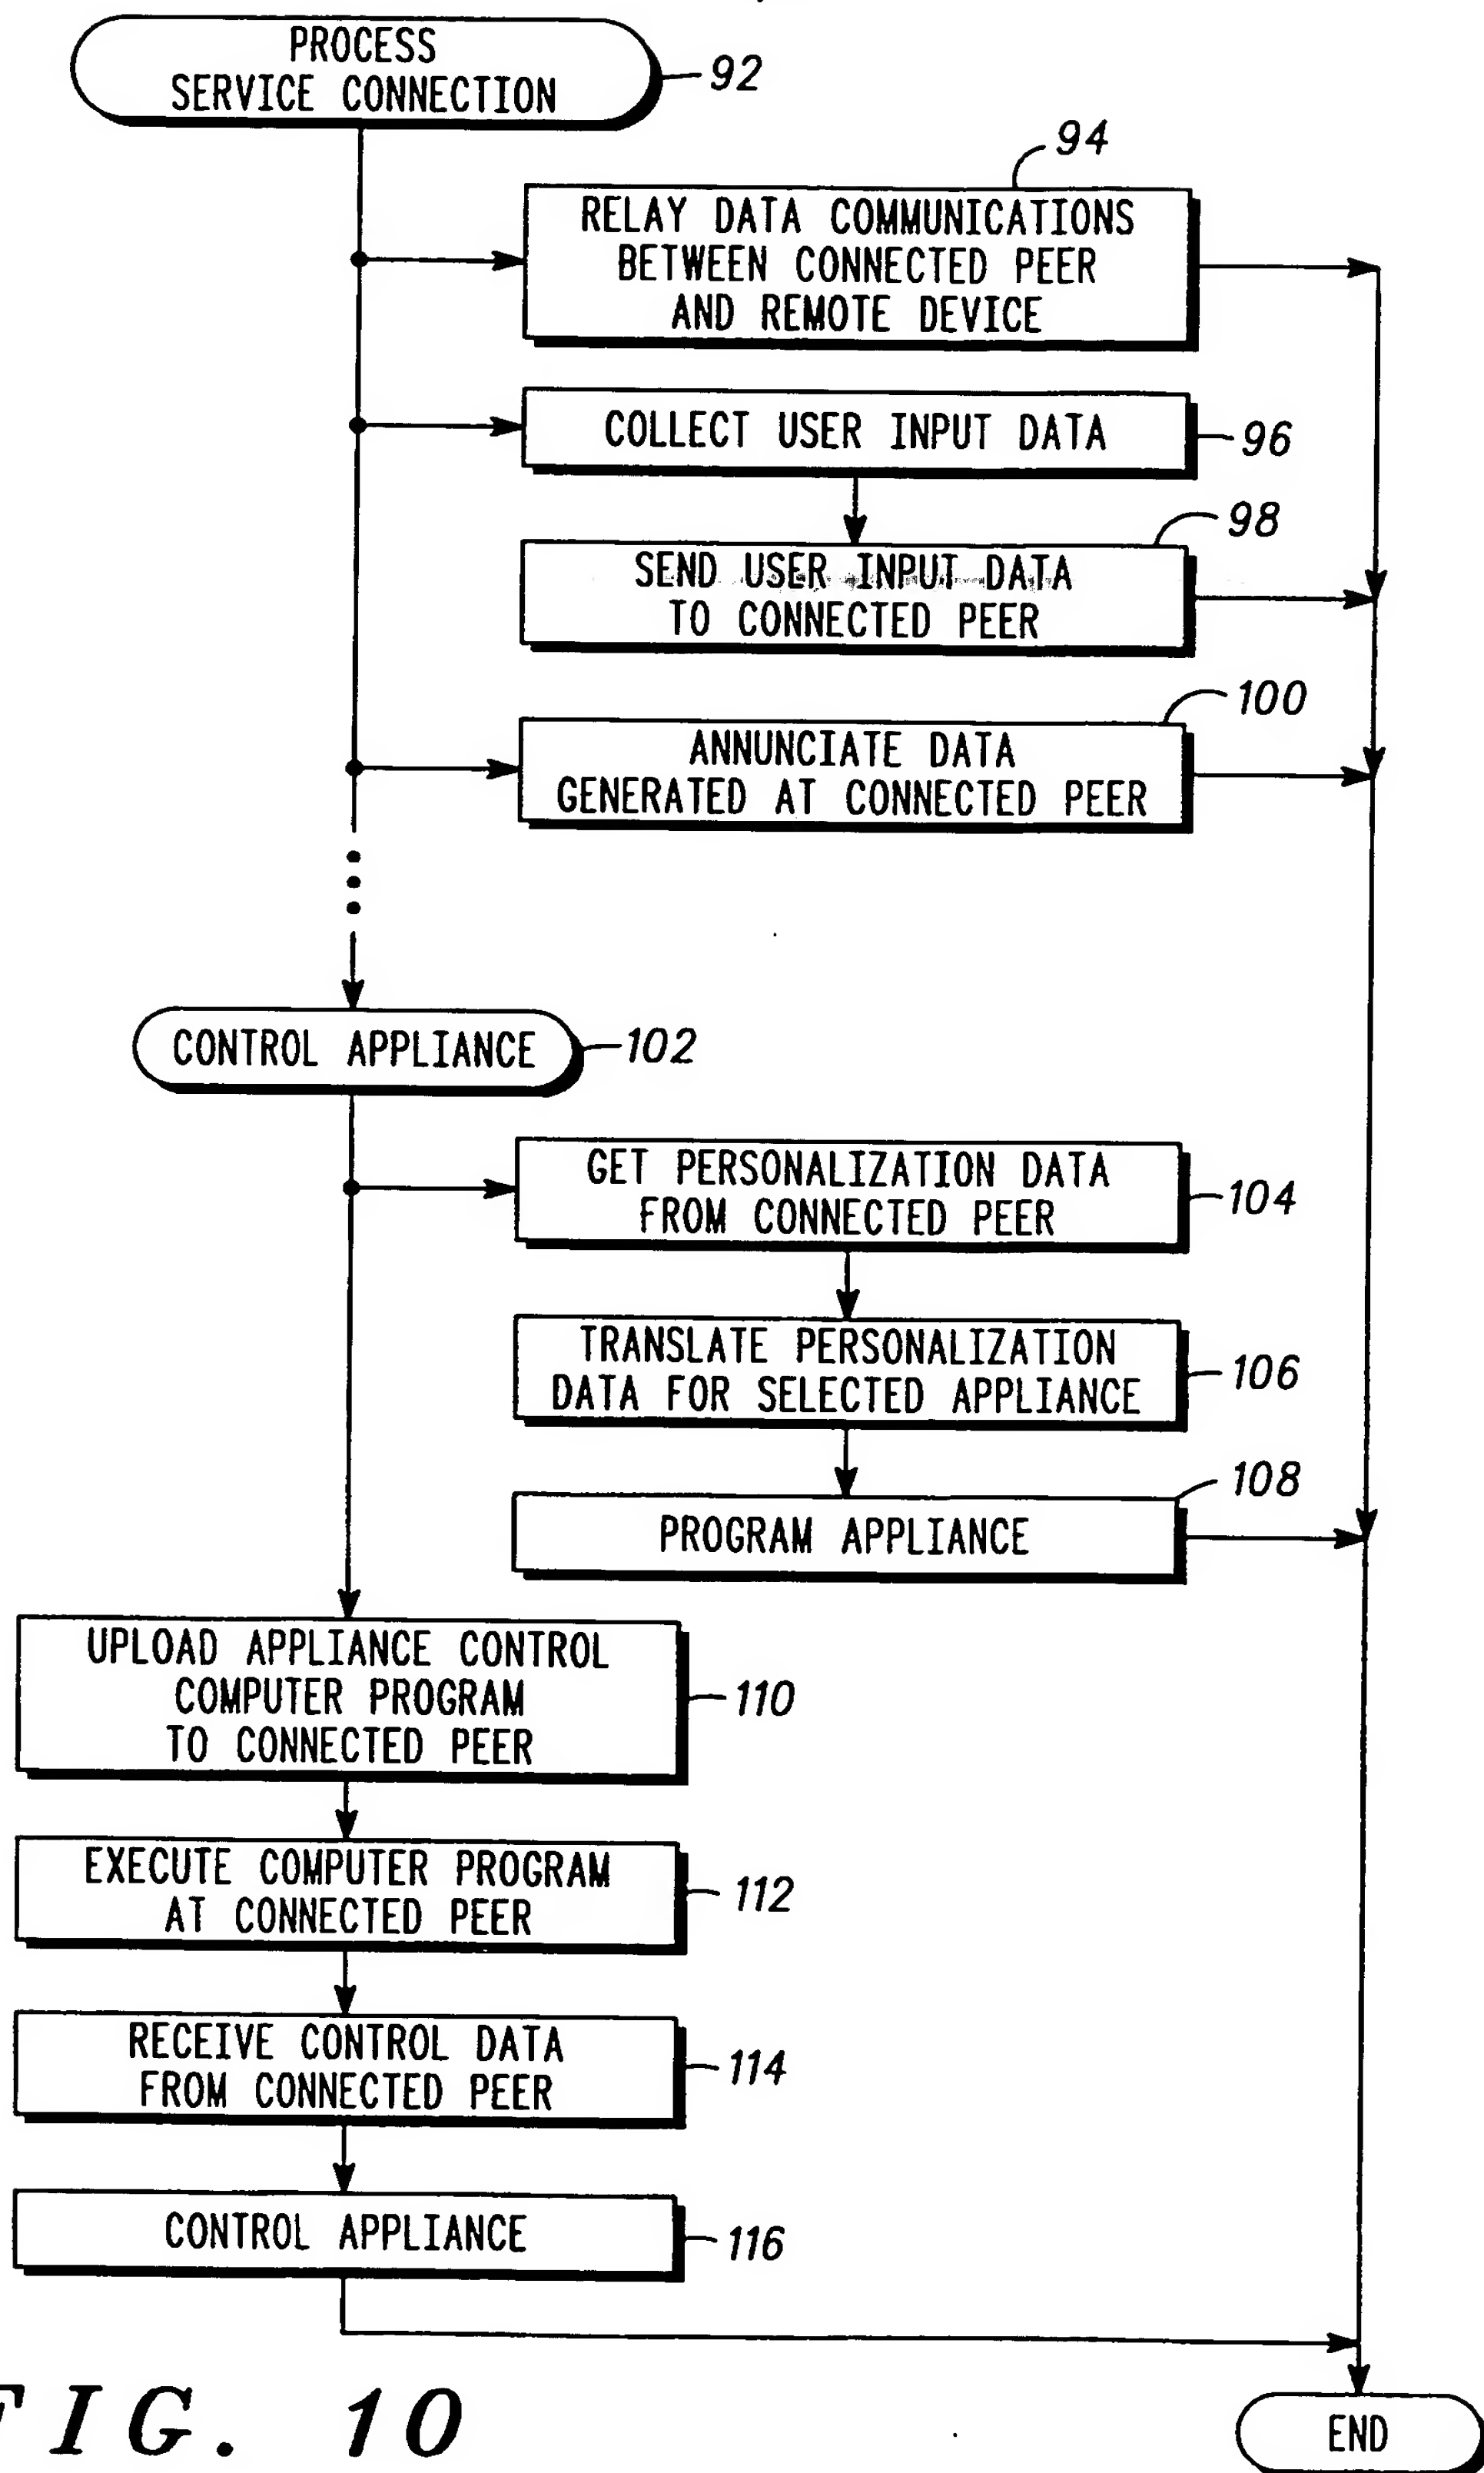 PROCESS
SERVICE CONNECTION
92
94
RELAY DATA COMMUNICATIONS
BETWEEN CONNECTED PEER
AND REMOTE DEVICE
COLLECT USER INPUT DATA
96
98
SEND USER INPUT DATA
TO CONNECTED PEER
100
ANNUNCIATE DATA
GENERATED AT CONNECTED PEER
CONTROL APPLIANCE
102
GET PERSONALIZATION DATA
FROM CONNECTED PEER
104
TRANSLATE PERSONALIZATION
DATA FOR SELECTED APPLIANCE
106
108
PROGRAM APPLIANCE
UPLOAD APPLIANCE CONTROL
COMPUTER PROGRAM
TO CONNECTED PEER
110
EXECUTE COMPUTER PROGRAM
AT CONNECTED PEER
112
RECEIVE CONTROL DATA
FROM CONNECTED PEER
114
CONTROL APPLIANCE
116
END
FIG. 10